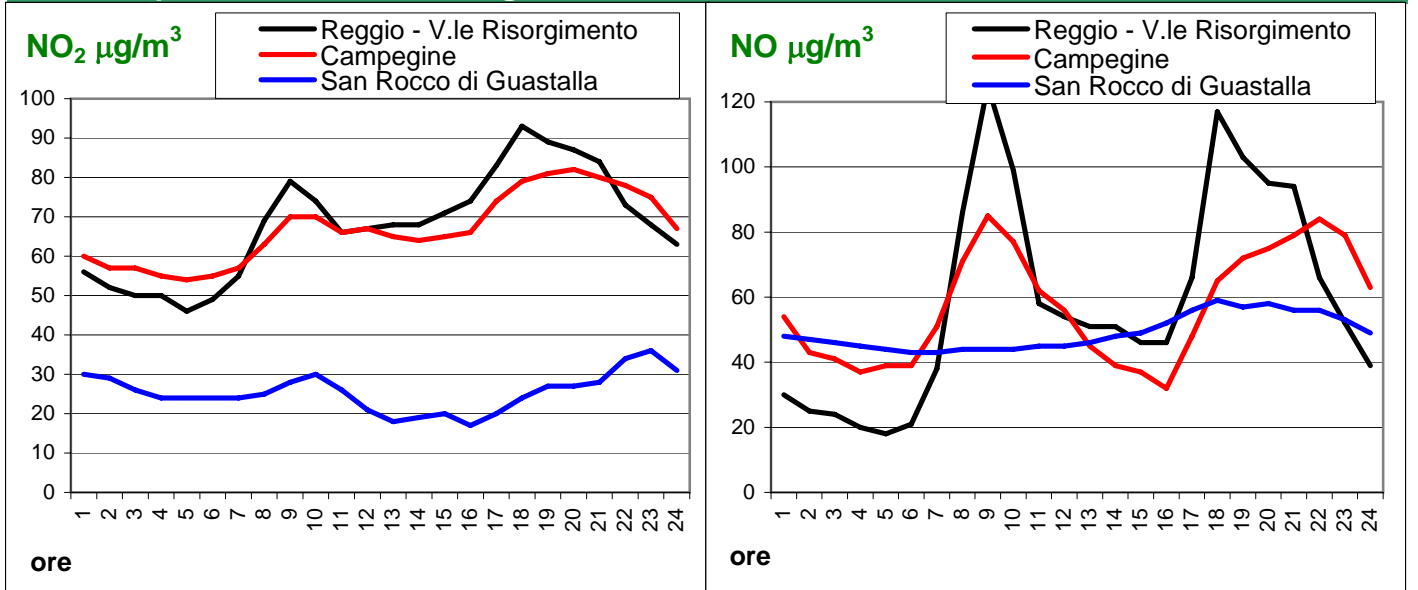 NO₂ µg/m³
Reggio - V.le Risorgimento
Campegine
San Rocco di Guastalla
100
90
80
70
60
50
40
30
20
10
0
1 2 3 4 5 6 7 8 9 10 11 12 13 14 15 16 17 18 19 20 21 22 23 24
ore
NO µg/m³
Reggio - V.le Risorgimento
Campegine
San Rocco di Guastalla
120
100
80
60
40
20
0
1 2 3 4 5 6 7 8 9 10 11 12 13 14 15 16 17 18 19 20 21 22 23 24
ore